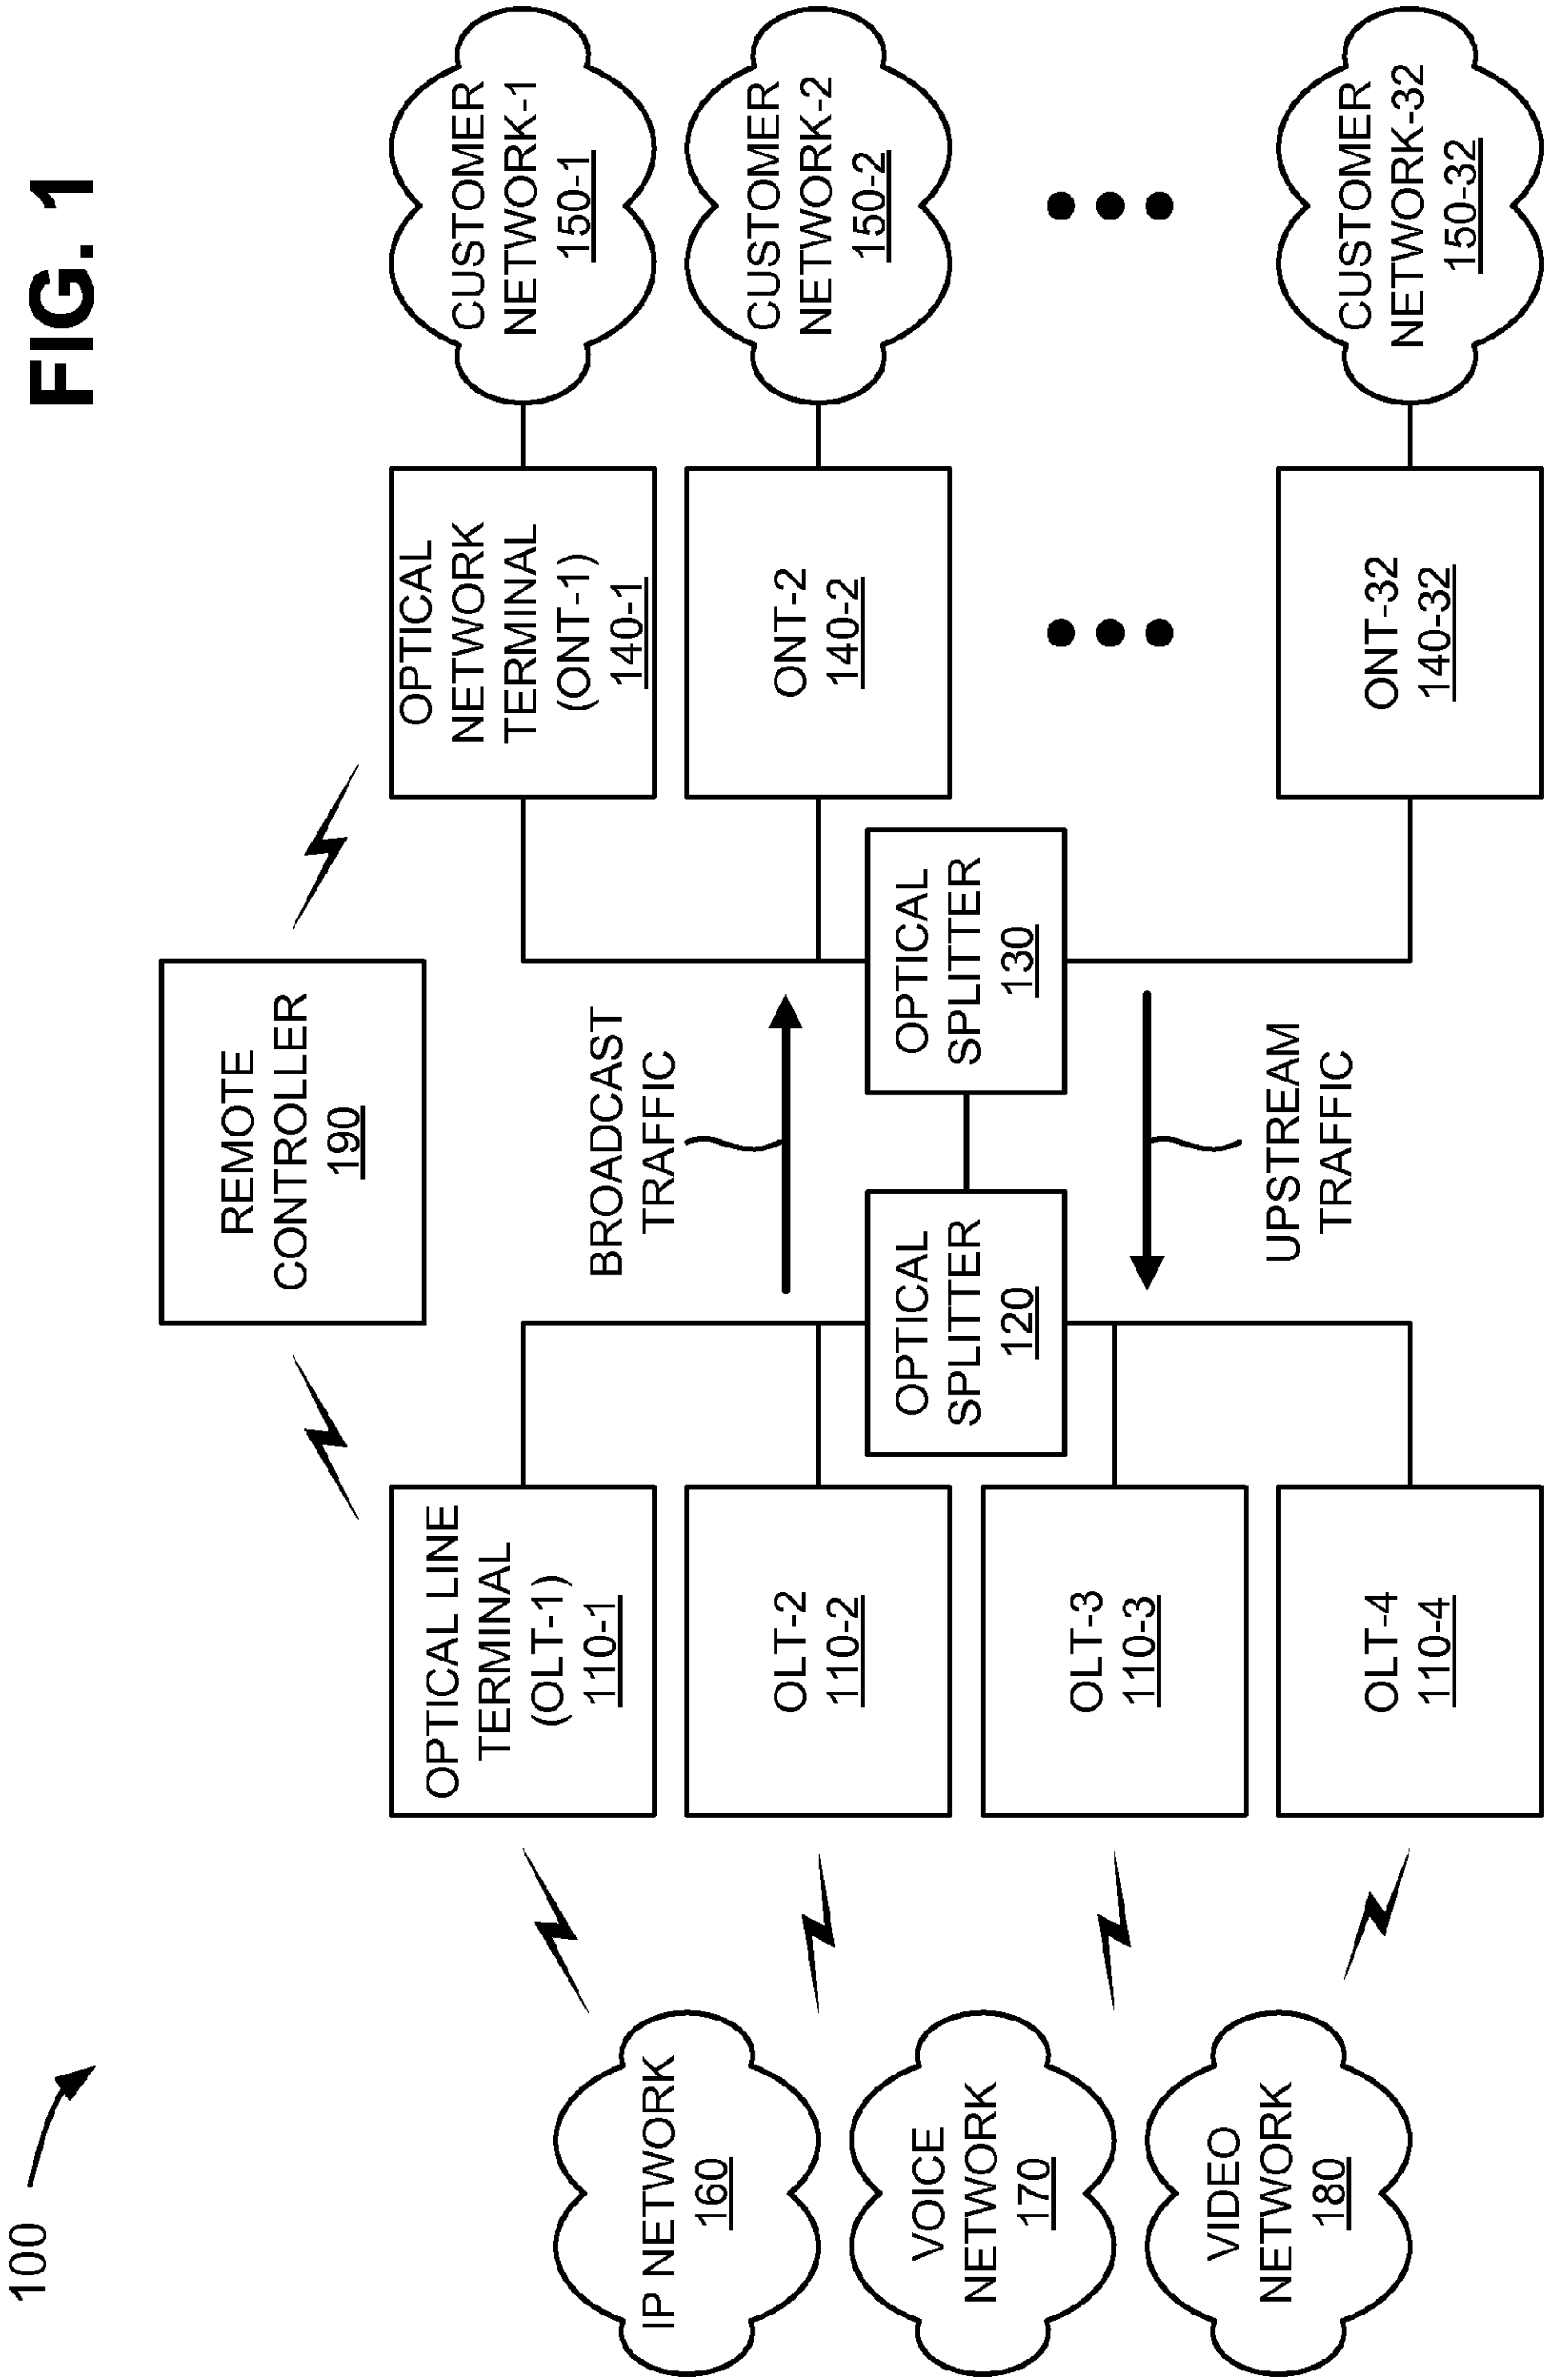 FIG. 1
100
REMOTE
CONTROLLER
190
IP NETWORK
160
VOICE
NETWORK
170
VIDEO
NETWORK
180
OPTICAL LINE
TERMINAL
(OLT-1)
110-1
OLT-2
110-2
OLT-3
110-3
OLT-4
110-4
BROADCAST
TRAFFIC
OPTICAL
SPLITTER
120
OPTICAL
SPLITTER
130
UPSTREAM
TRAFFIC
OPTICAL
NETWORK
TERMINAL
(ONT-1)
140-1
ONT-2
140-2
ONT-32
140-32
CUSTOMER
NETWORK-1
150-1
CUSTOMER
NETWORK-2
150-2
CUSTOMER
NETWORK-32
150-32